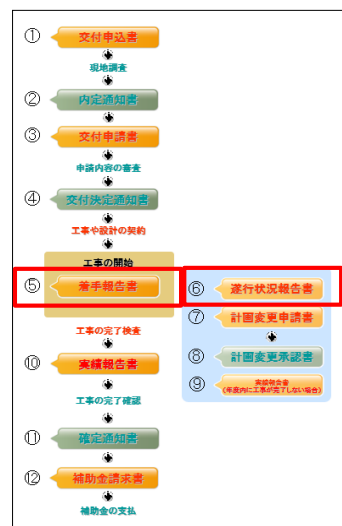 ① 交付申込書
現地調査
② 内定通知書
③ 交付申請書
申請内容の審査
④ 交付決定通知書
工事や設計の契約
工事の開始
⑤ 着手報告書
⑥ 遂行状況報告書
⑦ 計画変更申請書
⑧ 計画変更承認書
⑨ 実績報告書
(年度内に工事が完了しない場合)
工事の完了検査
⑩ 実績報告書
工事の完了確認
⑪ 確定通知書
⑫ 補助金請求書
補助金の支払